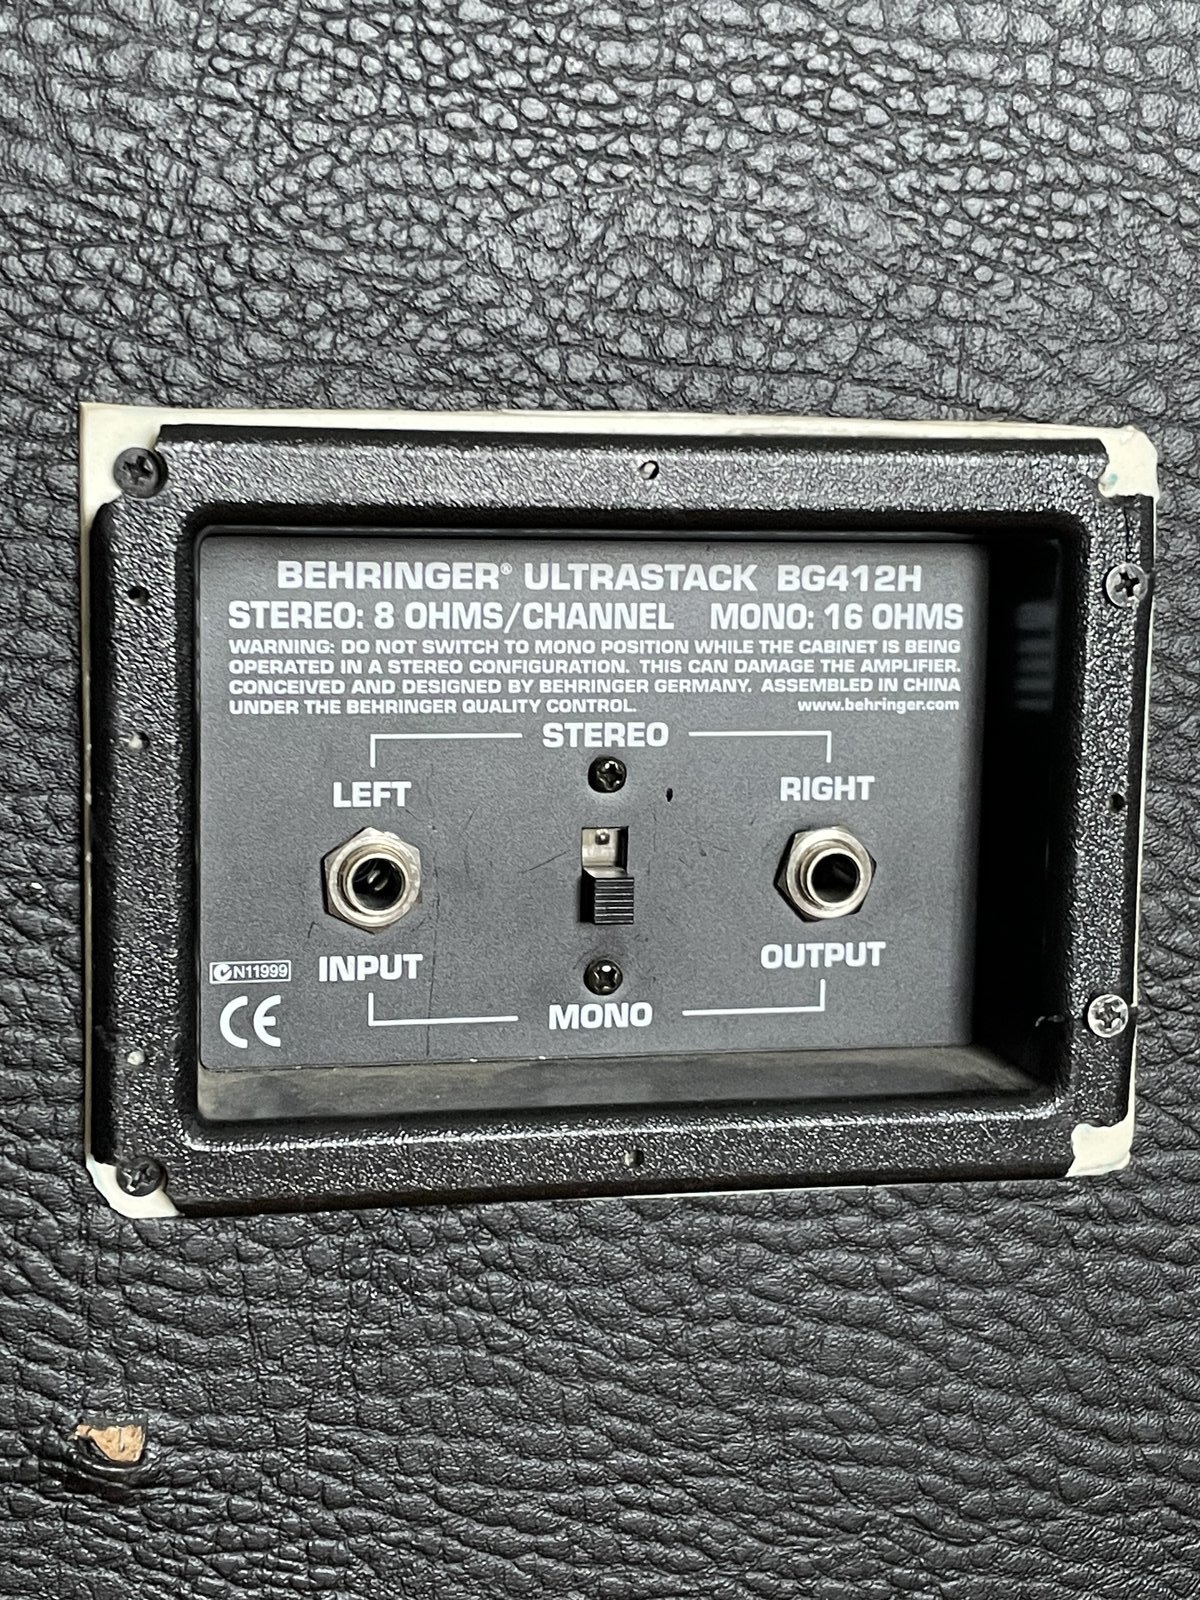 BEHRINGER® ULTRASTACK BG412H
STEREO: 8 OHMS/CHANNEL MONO: 16 OHMS
WARNING: DO NOT SWITCH TO MONO POSITION WHILE THE CABINET IS BEING
OPERATED IN A STEREO CONFIGURATION. THIS CAN DAMAGE THE AMPLIFIER.
CONCEIVED AND DESIGNED BY BEHRINGER GERMANY. ASSEMBLED IN CHINA
UNDER THE BEHRINGER QUALITY CONTROL. www.behringer.com
STEREO
LEFT RIGHT
INPUT OUTPUT
N11999
CE
MONO